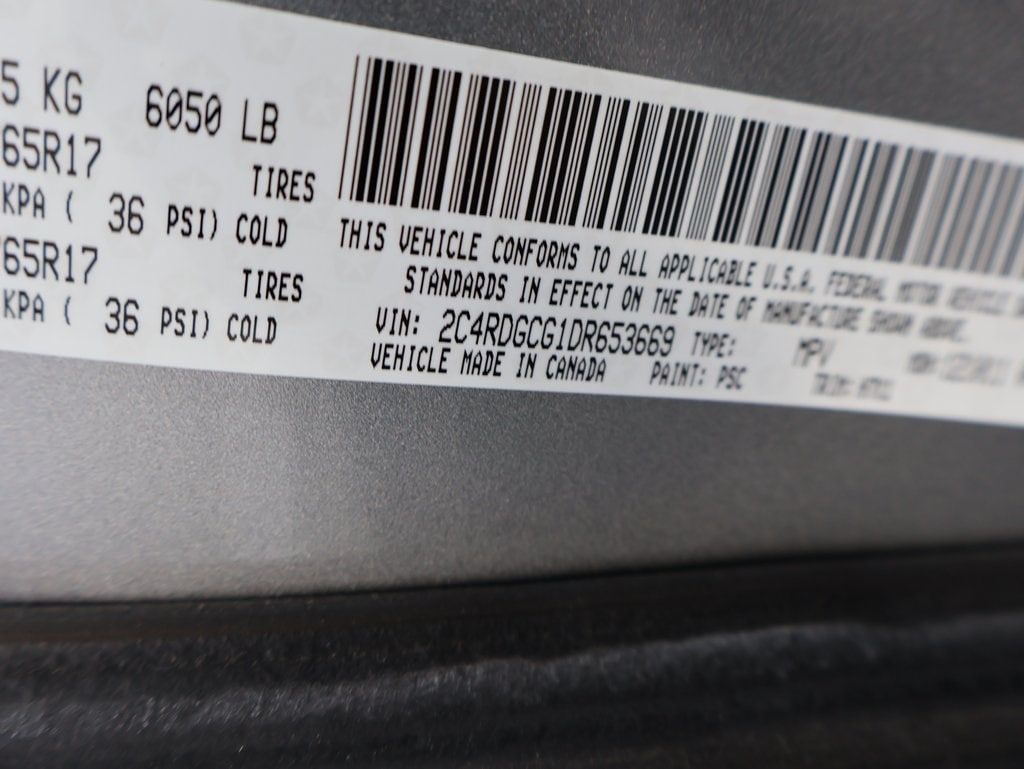 5 KG 6050 LB
65R17 TIRES
KPA ( 36 PSI) COLD
65R17 TIRES
KPA ( 36 PSI) COLD
THIS VEHICLE CONFORMS TO ALL APPLICABLE U.S.A. FEDERAL MOTOR VEHICLE
STANDARDS IN EFFECT ON THE DATE OF MANUFACTURE SHOWN ABOVE.
VIN: 2C4RDGCG1DR653669 TYPE: MPV
VEHICLE MADE IN CANADA PAINT: PSC TRIM: